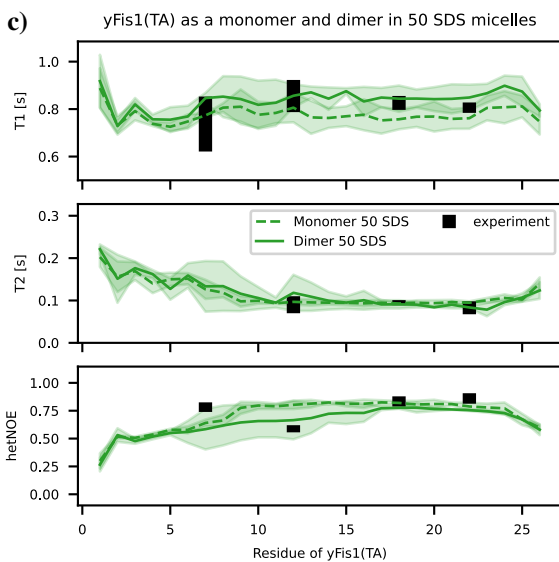 c)
yFis1(TA) as a monomer and dimer in 50 SDS micelles
1.0
0.8
0.6
T1 [s]
0.3
0.2
0.1
0.0
T2 [s]
Monomer 50 SDS
Dimer 50 SDS
experiment
1.00
0.75
0.50
0.25
0.00
hetNOE
0 5 10 15 20 25
Residue of yFis1(TA)